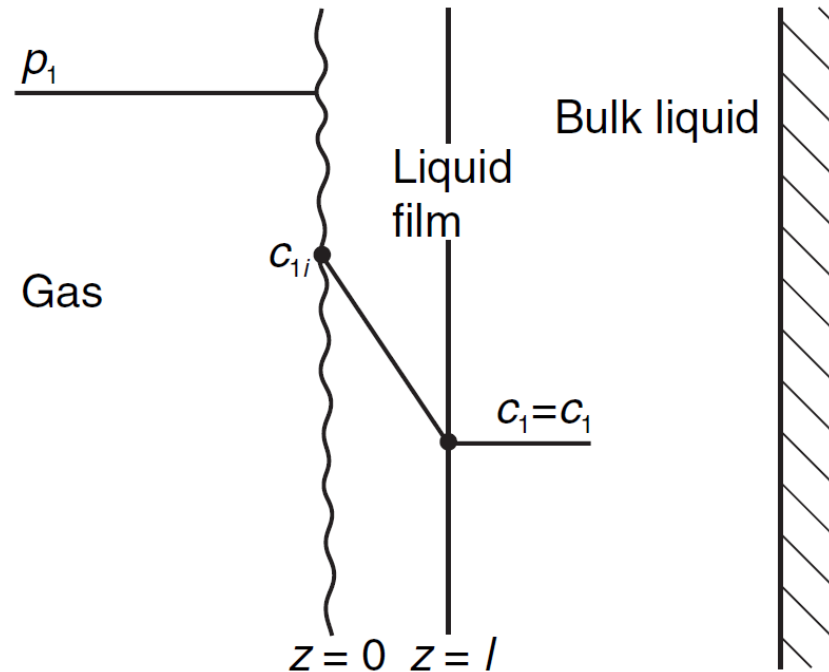 p₁
Bulk liquid
Liquid
film
c₁ᵢ
Gas
c₁=c₁
z = 0 z = l